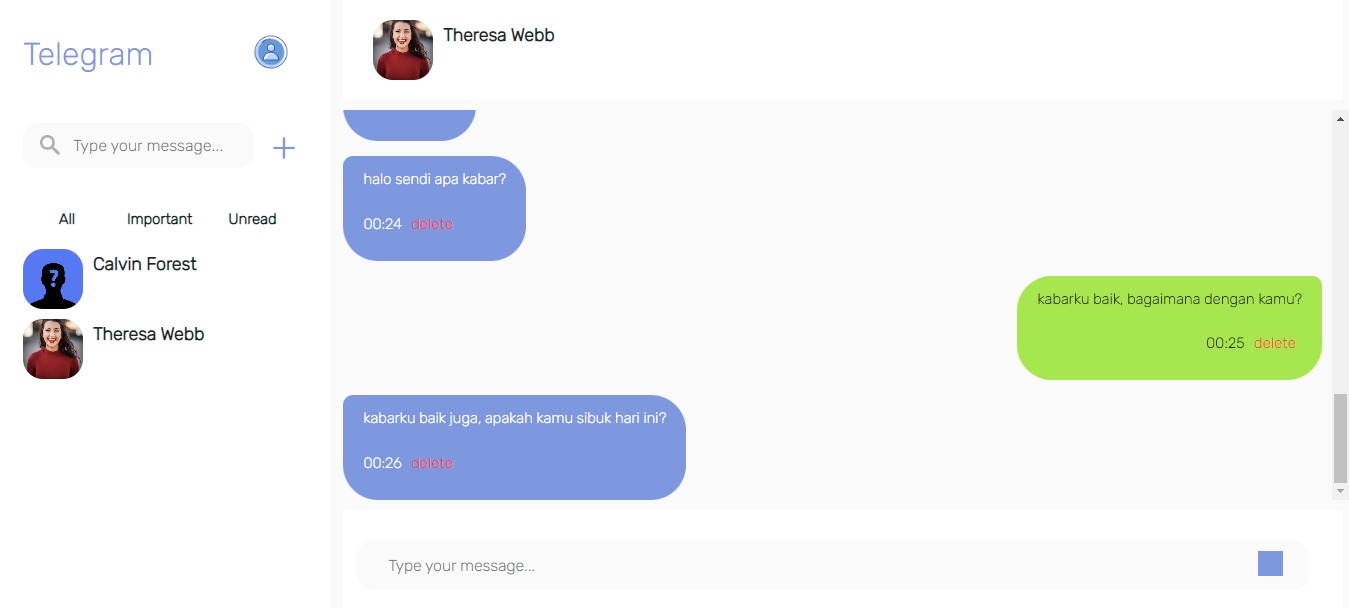 Telegram
Type your message...
All Important Unread
Calvin Forest
Theresa Webb
Theresa Webb
halo sendi apa kabar?
00:24 delete
kabarku baik, bagaimana dengan kamu?
00:25 delete
kabarku baik juga, apakah kamu sibuk hari ini?
00:26 delete
Type your message...